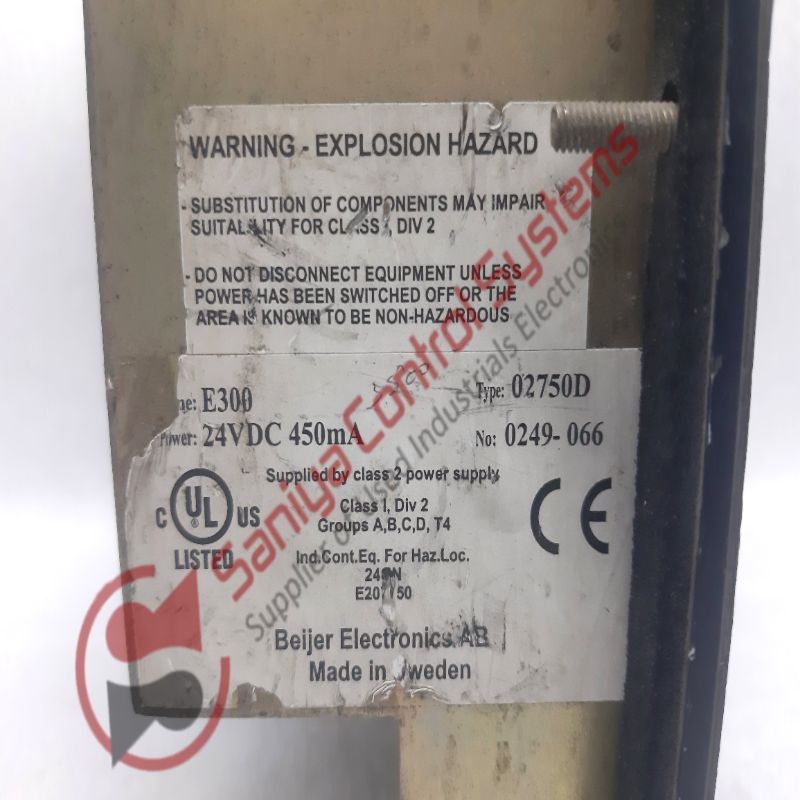 WARNING - EXPLOSION HAZARD
- SUBSTITUTION OF COMPONENTS MAY IMPAIR
SUITABILITY FOR CLASS I, DIV 2
- DO NOT DISCONNECT EQUIPMENT UNLESS
POWER HAS BEEN SWITCHED OFF OR THE
AREA IS KNOWN TO BE NON-HAZARDOUS
ne: E300
Type: 02750D
Power: 24VDC 450mA
No: 0249-066
Supplied by class 2 power supply
Class I, Div 2
Groups A,B,C,D, T4
C UL US
LISTED
CE
Ind.Cont.Eq. For Haz.Loc.
Beijer Electronics AB
Made in Sweden
Saniya Control Systems
Supplier of Used Industrials Electronics